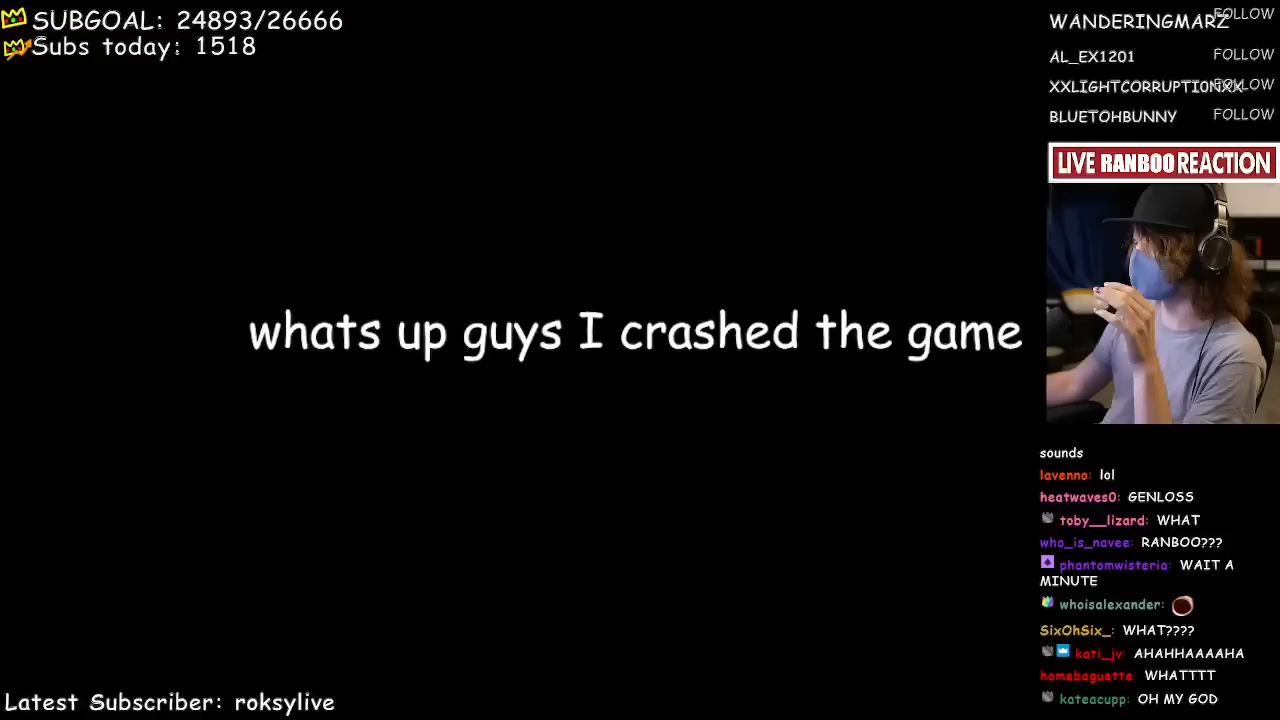 SUBGOAL: 24893/26666
Subs today: 1518
WANDERINGMARZ FOLLOW
AL_EX1201 FOLLOW
XXLIGHTCORRUPTIONXX FOLLOW
BLUETOHBUNNY FOLLOW
LIVE RANBOO REACTION
whats up guys I crashed the game
sounds
lavenno: lol
heatwaves0: GENLOSS
toby__lizard: WHAT
who_is_navee: RANBOO???
phantomwisteria: WAIT A
MINUTE
whoisalexander:
SixOhSix_: WHAT????
kati_jv: AHAHHAAAAHA
homebaguette: WHATTTT
kateacupp: OH MY GOD
Latest Subscriber: roksylive